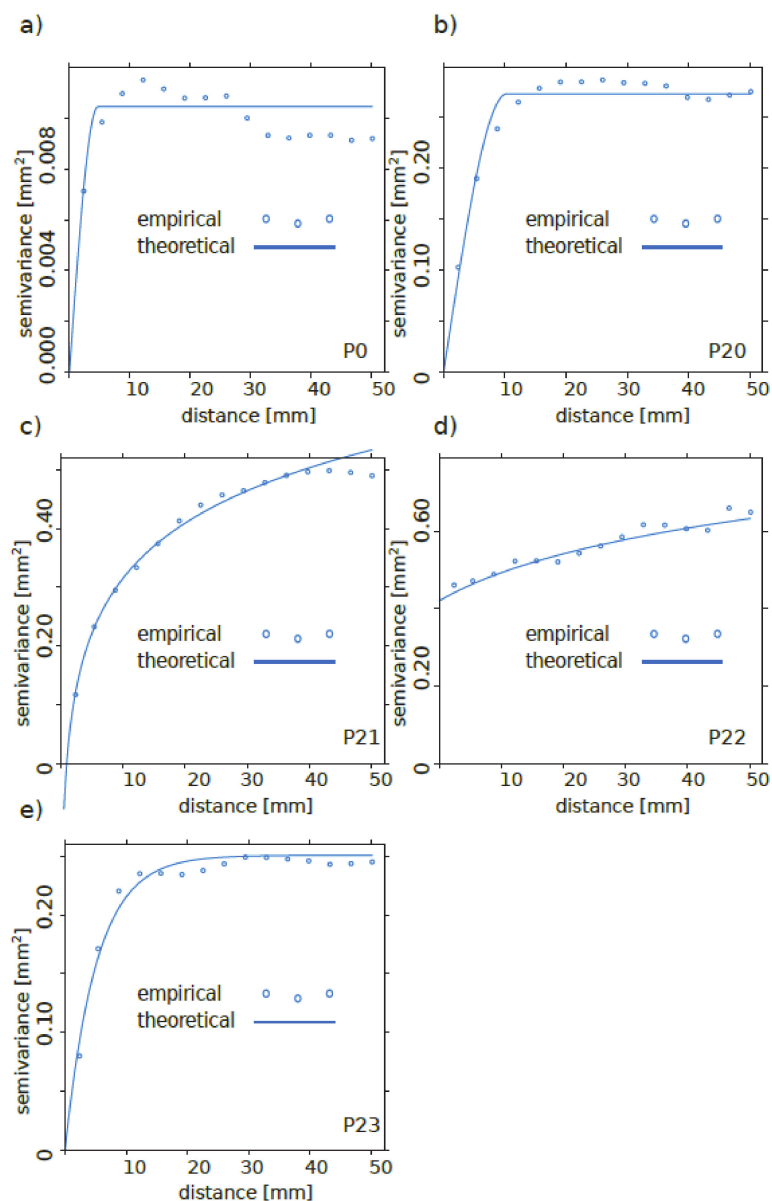 a)
semivariance [mm²]
0.008
0.004
0.000
empirical
theoretical
P0
10 20 30 40 50
distance [mm]
b)
semivariance [mm²]
0.20
0.10
0
empirical
theoretical
P20
10 20 30 40 50
distance [mm]
c)
semivariance [mm²]
0.40
0.20
0
empirical
theoretical
P21
10 20 30 40 50
distance [mm]
d)
semivariance [mm²]
0.60
0.20
0
empirical
theoretical
P22
10 20 30 40 50
distance [mm]
e)
semivariance [mm²]
0.20
0.10
0
empirical
theoretical
P23
10 20 30 40 50
distance [mm]